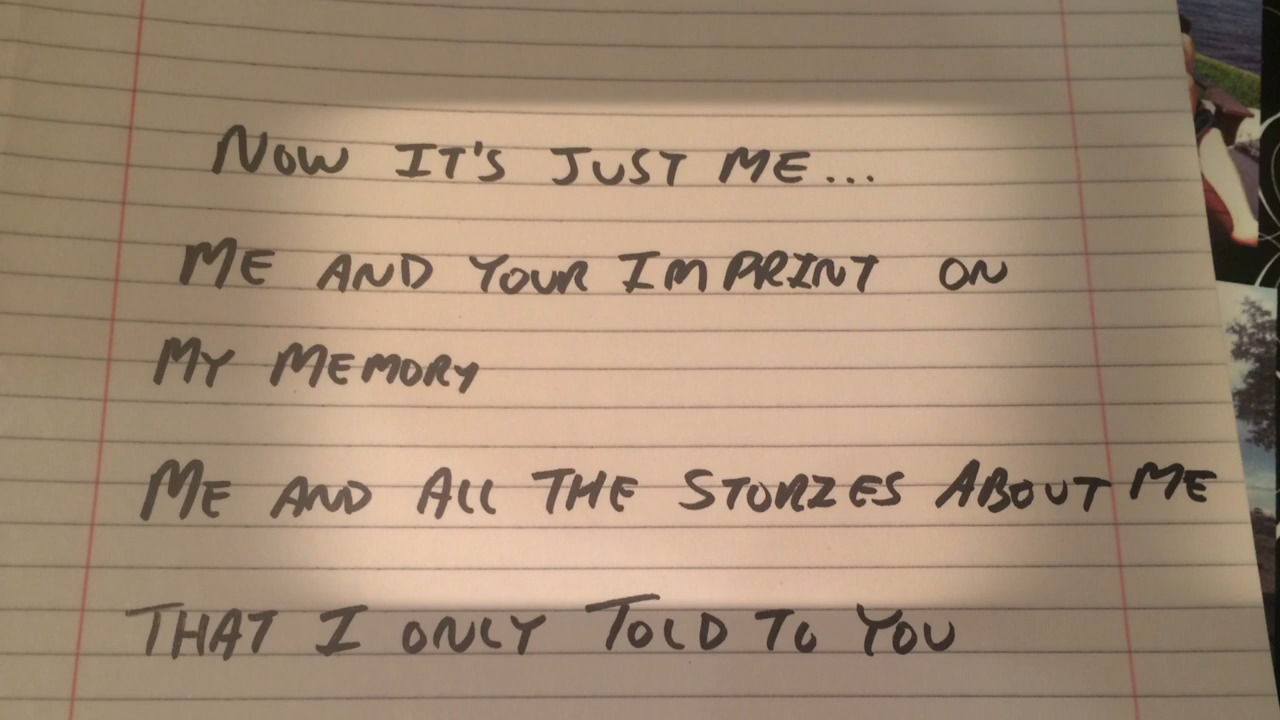 NOW IT'S JUST ME...
ME AND YOUR IMPRINT ON
MY MEMORY
ME AND ALL THE STORIES ABOUT ME
THAT I ONLY TOLD TO YOU